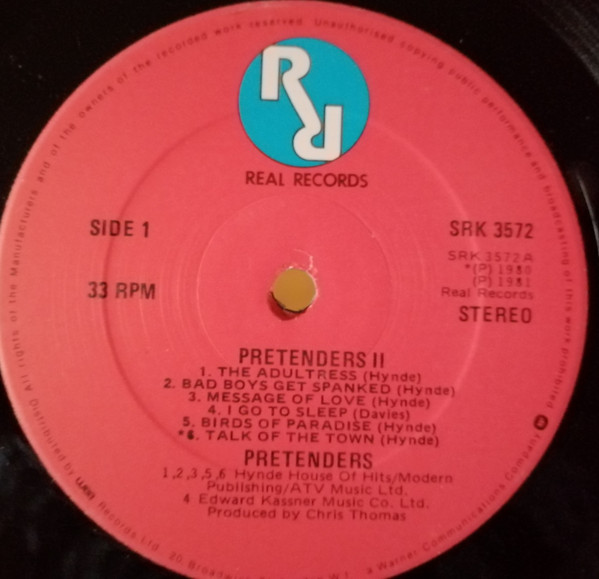 All rights of the Manufacturers and of the owners of the recorded work reserved. Unauthorised copying public performance and broadcasting of this work prohibited.
RR
REAL RECORDS
SIDE 1
SRK 3572
SRK 3572A
*(P) 1980
(P) 1981
Real Records
33 RPM
STEREO
PRETENDERS II
1. THE ADULTRESS (Hynde)
2. BAD BOYS GET SPANKED (Hynde)
3. MESSAGE OF LOVE (Hynde)
4. I GO TO SLEEP (Davies)
5. BIRDS OF PARADISE (Hynde)
*6. TALK OF THE TOWN (Hynde)
PRETENDERS
1,2,3,5,6 Hynde House Of Hits/Modern
Publishing/ATV Music Ltd.
4 Edward Kassner Music Co. Ltd.
Produced by Chris Thomas
Distributed by wea Records Ltd. 20 Broadw W.1. a Warner Communications Company